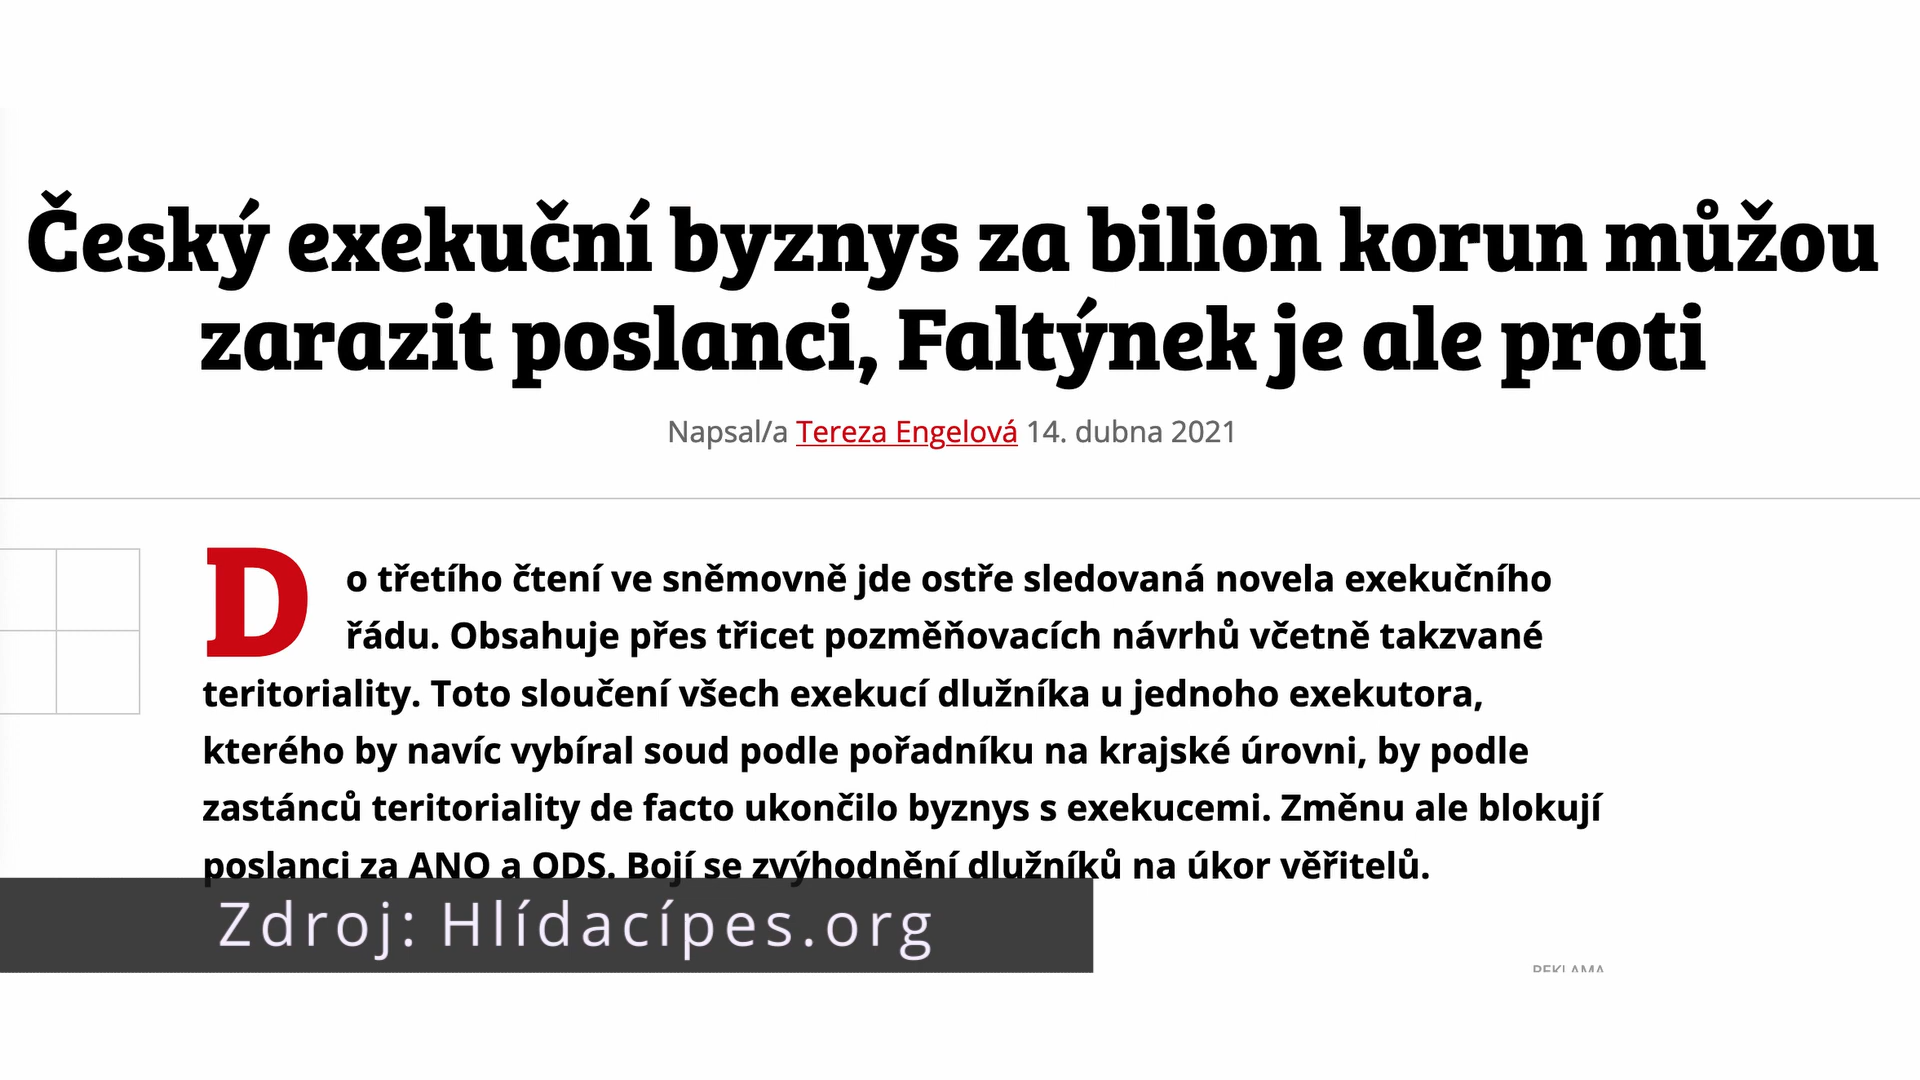 Český exekuční byznys za bilion korun můžou
zarazit poslanci, Faltýnek je ale proti
Napsal/a Tereza Engelová 14. dubna 2021
Do třetího čtení ve sněmovně jde ostře sledovaná novela exekučního
řádu. Obsahuje přes třicet pozměňovacích návrhů včetně takzvané
teritoriality. Toto sloučení všech exekucí dlužníka u jednoho exekutora,
kterého by navíc vybíral soud podle pořadníku na krajské úrovni, by podle
zastánců teritoriality de facto ukončilo byznys s exekucemi. Změnu ale blokují
poslanci za ANO a ODS. Bojí se zvýhodnění dlužníků na úkor věřitelů.
Zdroj: Hlídacípes.org
REKLAMA